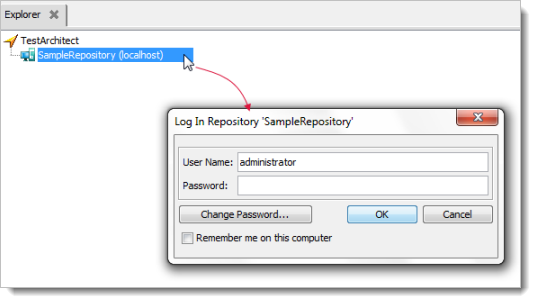 Explorer
TestArchitect
SampleRepository (localhost)
Log In Repository 'SampleRepository'
User Name: administrator
Password:
Change Password... OK Cancel
Remember me on this computer